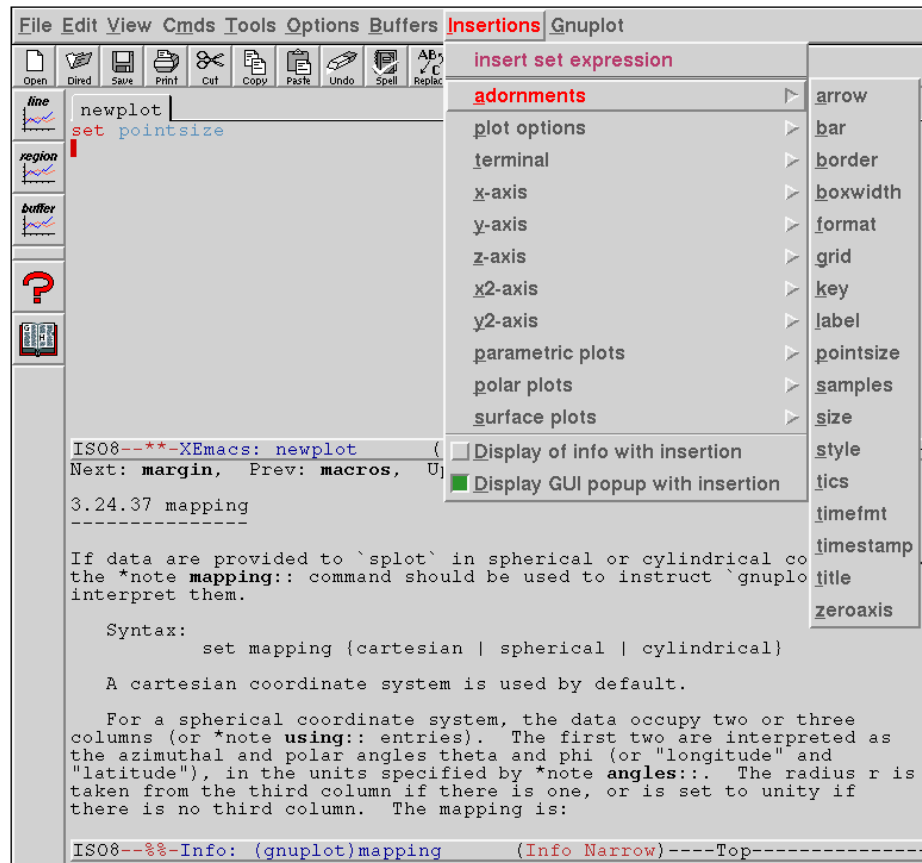 File Edit View Cmds Tools Options Buffers Insertions Gnuplot
Open Dired Save Print Cut Copy Paste Undo Spell Replac
insert set expression
adornments
plot options
terminal
x-axis
y-axis
z-axis
x2-axis
y2-axis
parametric plots
polar plots
surface plots
Display of info with insertion
Display GUI popup with insertion
arrow
bar
border
boxwidth
format
grid
key
label
pointsize
samples
size
style
tics
timefmt
timestamp
title
zeroaxis
line
region
buffer
newplot
set pointsize
ISO8--**-XEmacs: newplot (
Next: margin, Prev: macros, Up
3.24.37 mapping
---------------
If data are provided to `splot` in spherical or cylindrical co
the *note mapping:: command should be used to instruct `gnuplo
interpret them.
Syntax:
set mapping {cartesian | spherical | cylindrical}
A cartesian coordinate system is used by default.
For a spherical coordinate system, the data occupy two or three
columns (or *note using:: entries). The first two are interpreted as
the azimuthal and polar angles theta and phi (or "longitude" and
"latitude"), in the units specified by *note angles::. The radius r is
taken from the third column if there is one, or is set to unity if
there is no third column. The mapping is:
ISO8--%%-Info: (gnuplot)mapping (Info Narrow)----Top--------------